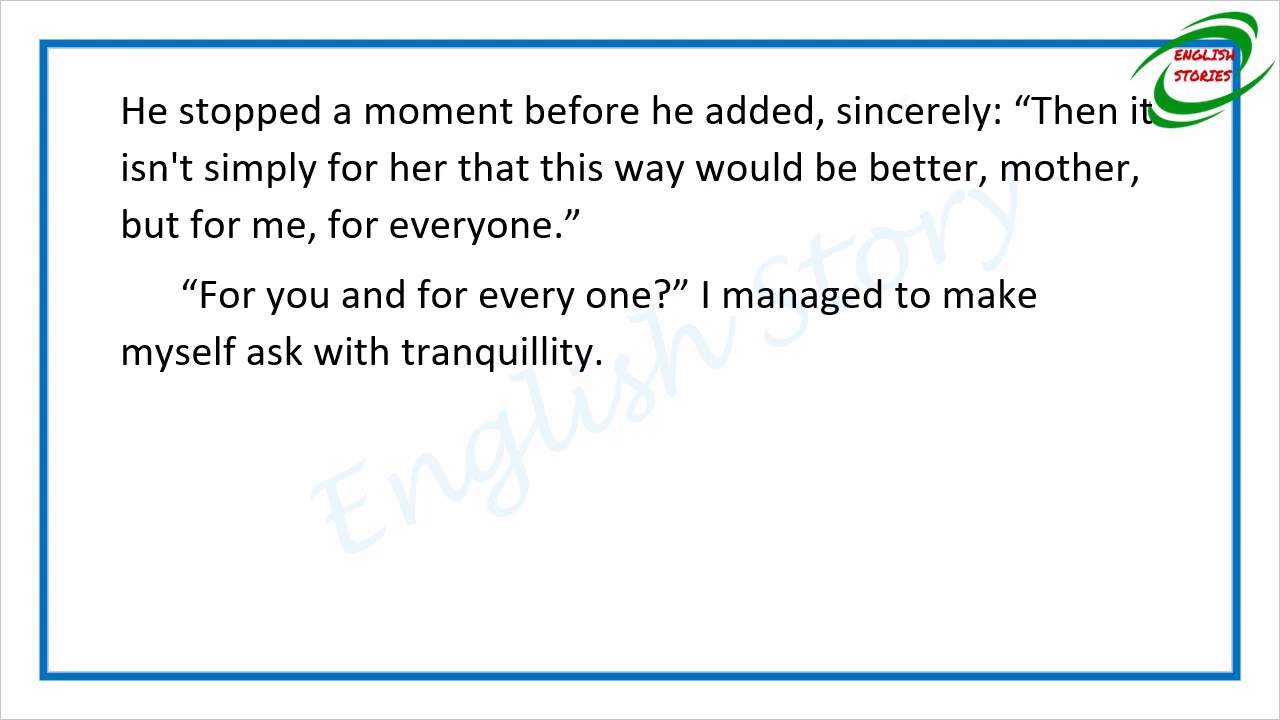 ENGLISH
STORIES
He stopped a moment before he added, sincerely: “Then it
isn't simply for her that this way would be better, mother,
but for me, for everyone.”
“For you and for every one?” I managed to make
myself ask with tranquillity.
English Story